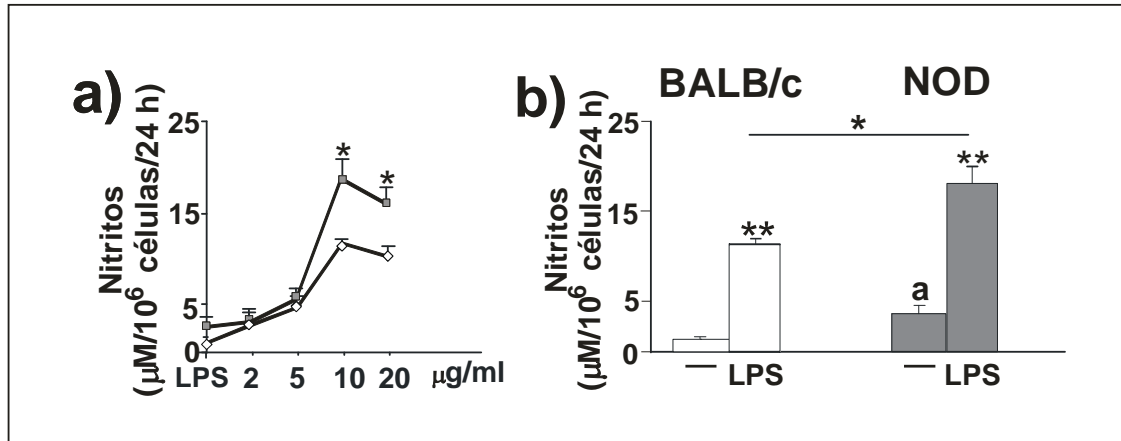 a)
Nitritos
(µM/10⁶ células/24 h)
25
15
5
0
* *
LPS 2 5 10 20 µg/ml
b)
BALB/c NOD
*
Nitritos
(µM/10⁶ células/24 h)
25
15
5
0
** **
a
— LPS — LPS